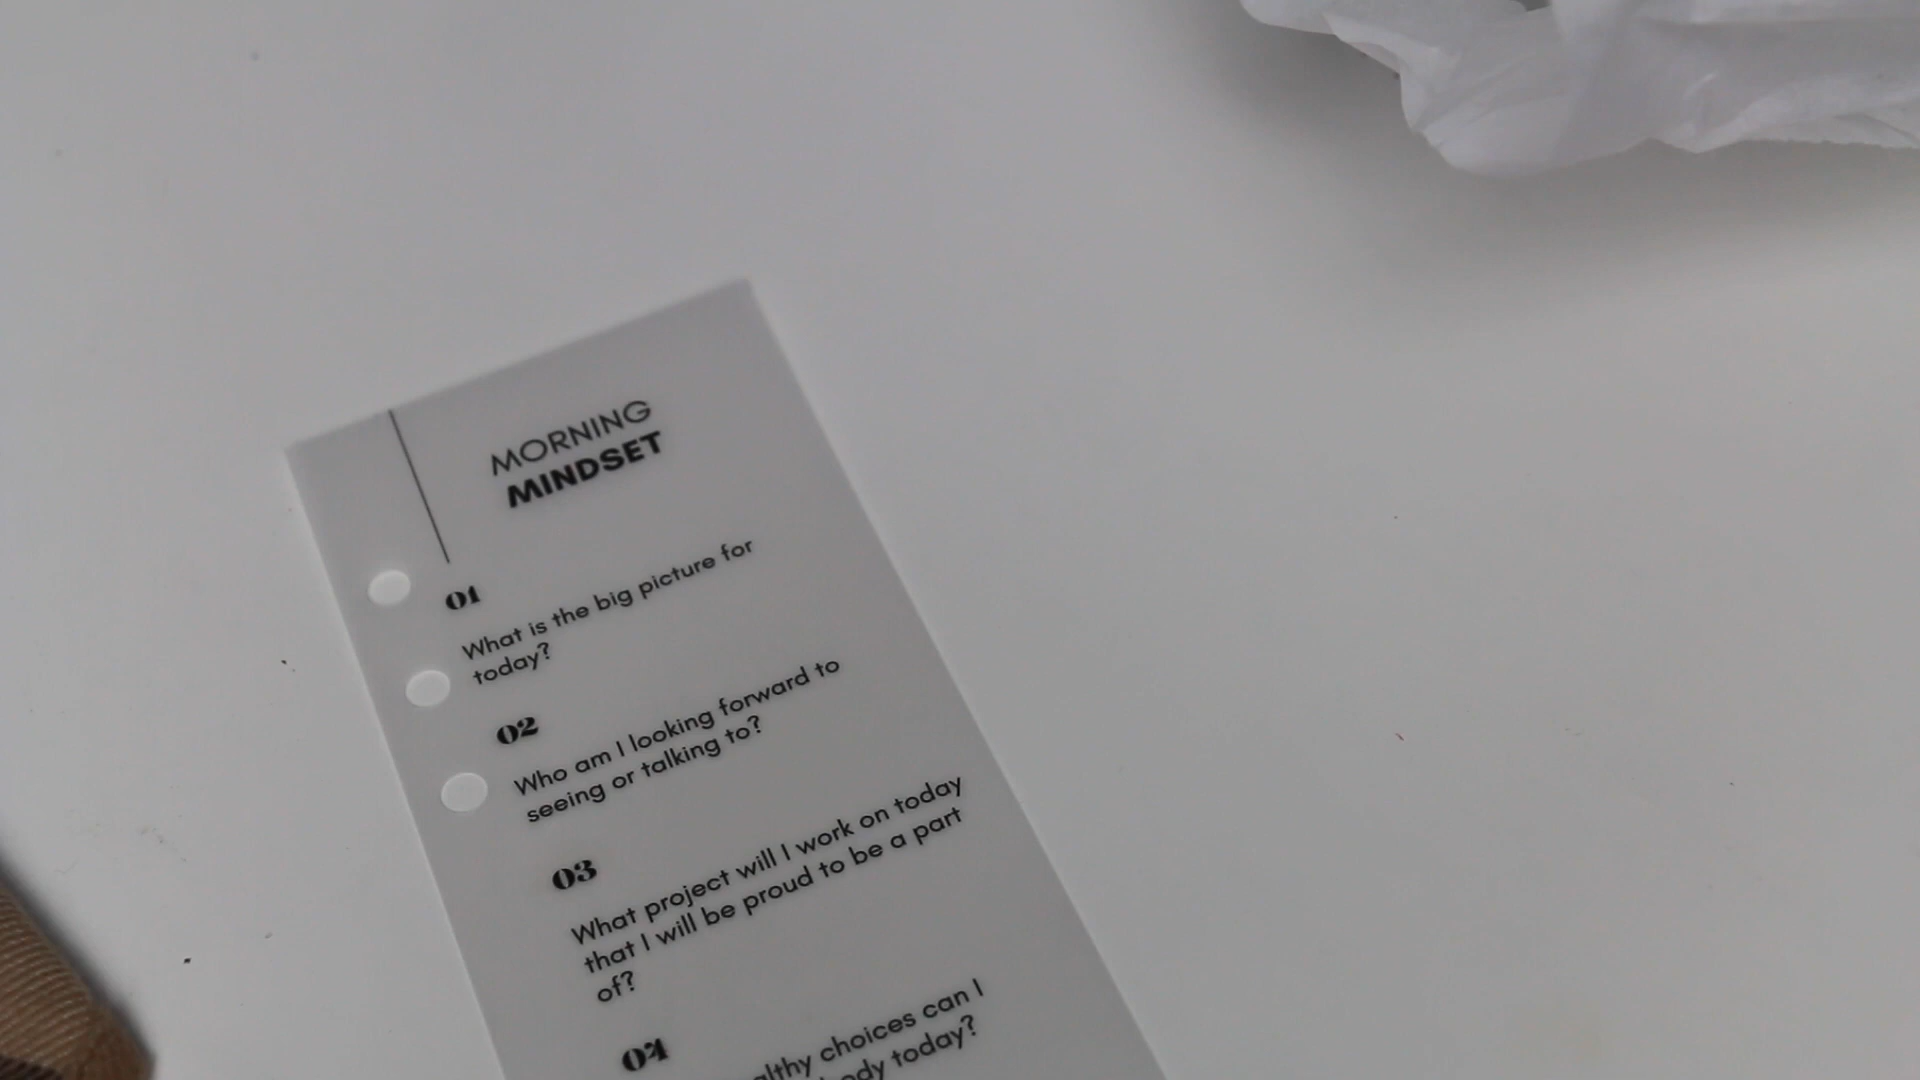 MORNING
MINDSET
01
What is the big picture for
today?
02
Who am I looking forward to
seeing or talking to?
03
What project will I work on today
that I will be proud to be a part
of?
04
choices can I
today?